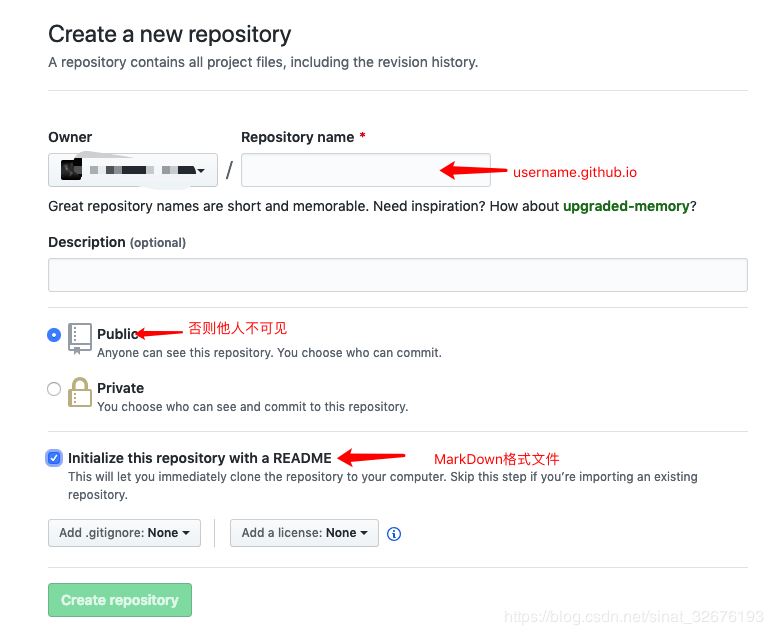 Create a new repository
A repository contains all project files, including the revision history.
Owner
Repository name *
/
username.github.io
Great repository names are short and memorable. Need inspiration? How about upgraded-memory?
Description (optional)
Public
否则他人不可见
Anyone can see this repository. You choose who can commit.
Private
You choose who can see and commit to this repository.
Initialize this repository with a README
MarkDown格式文件
This will let you immediately clone the repository to your computer. Skip this step if you're importing an existing
repository.
Add .gitignore: None
Add a license: None
Create repository
https://blog.csdn.net/sinat_32676193